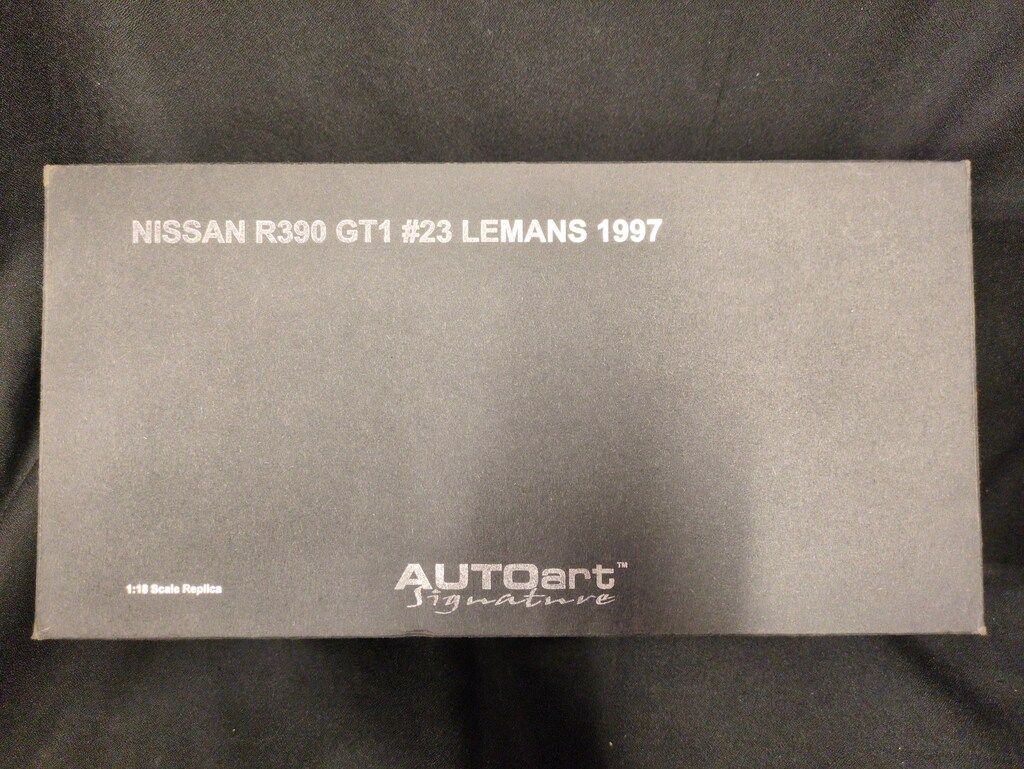 NISSAN R390 GT1 #23 LEMANS 1997
1:18 Scale Replica
AUTOart™
Signature